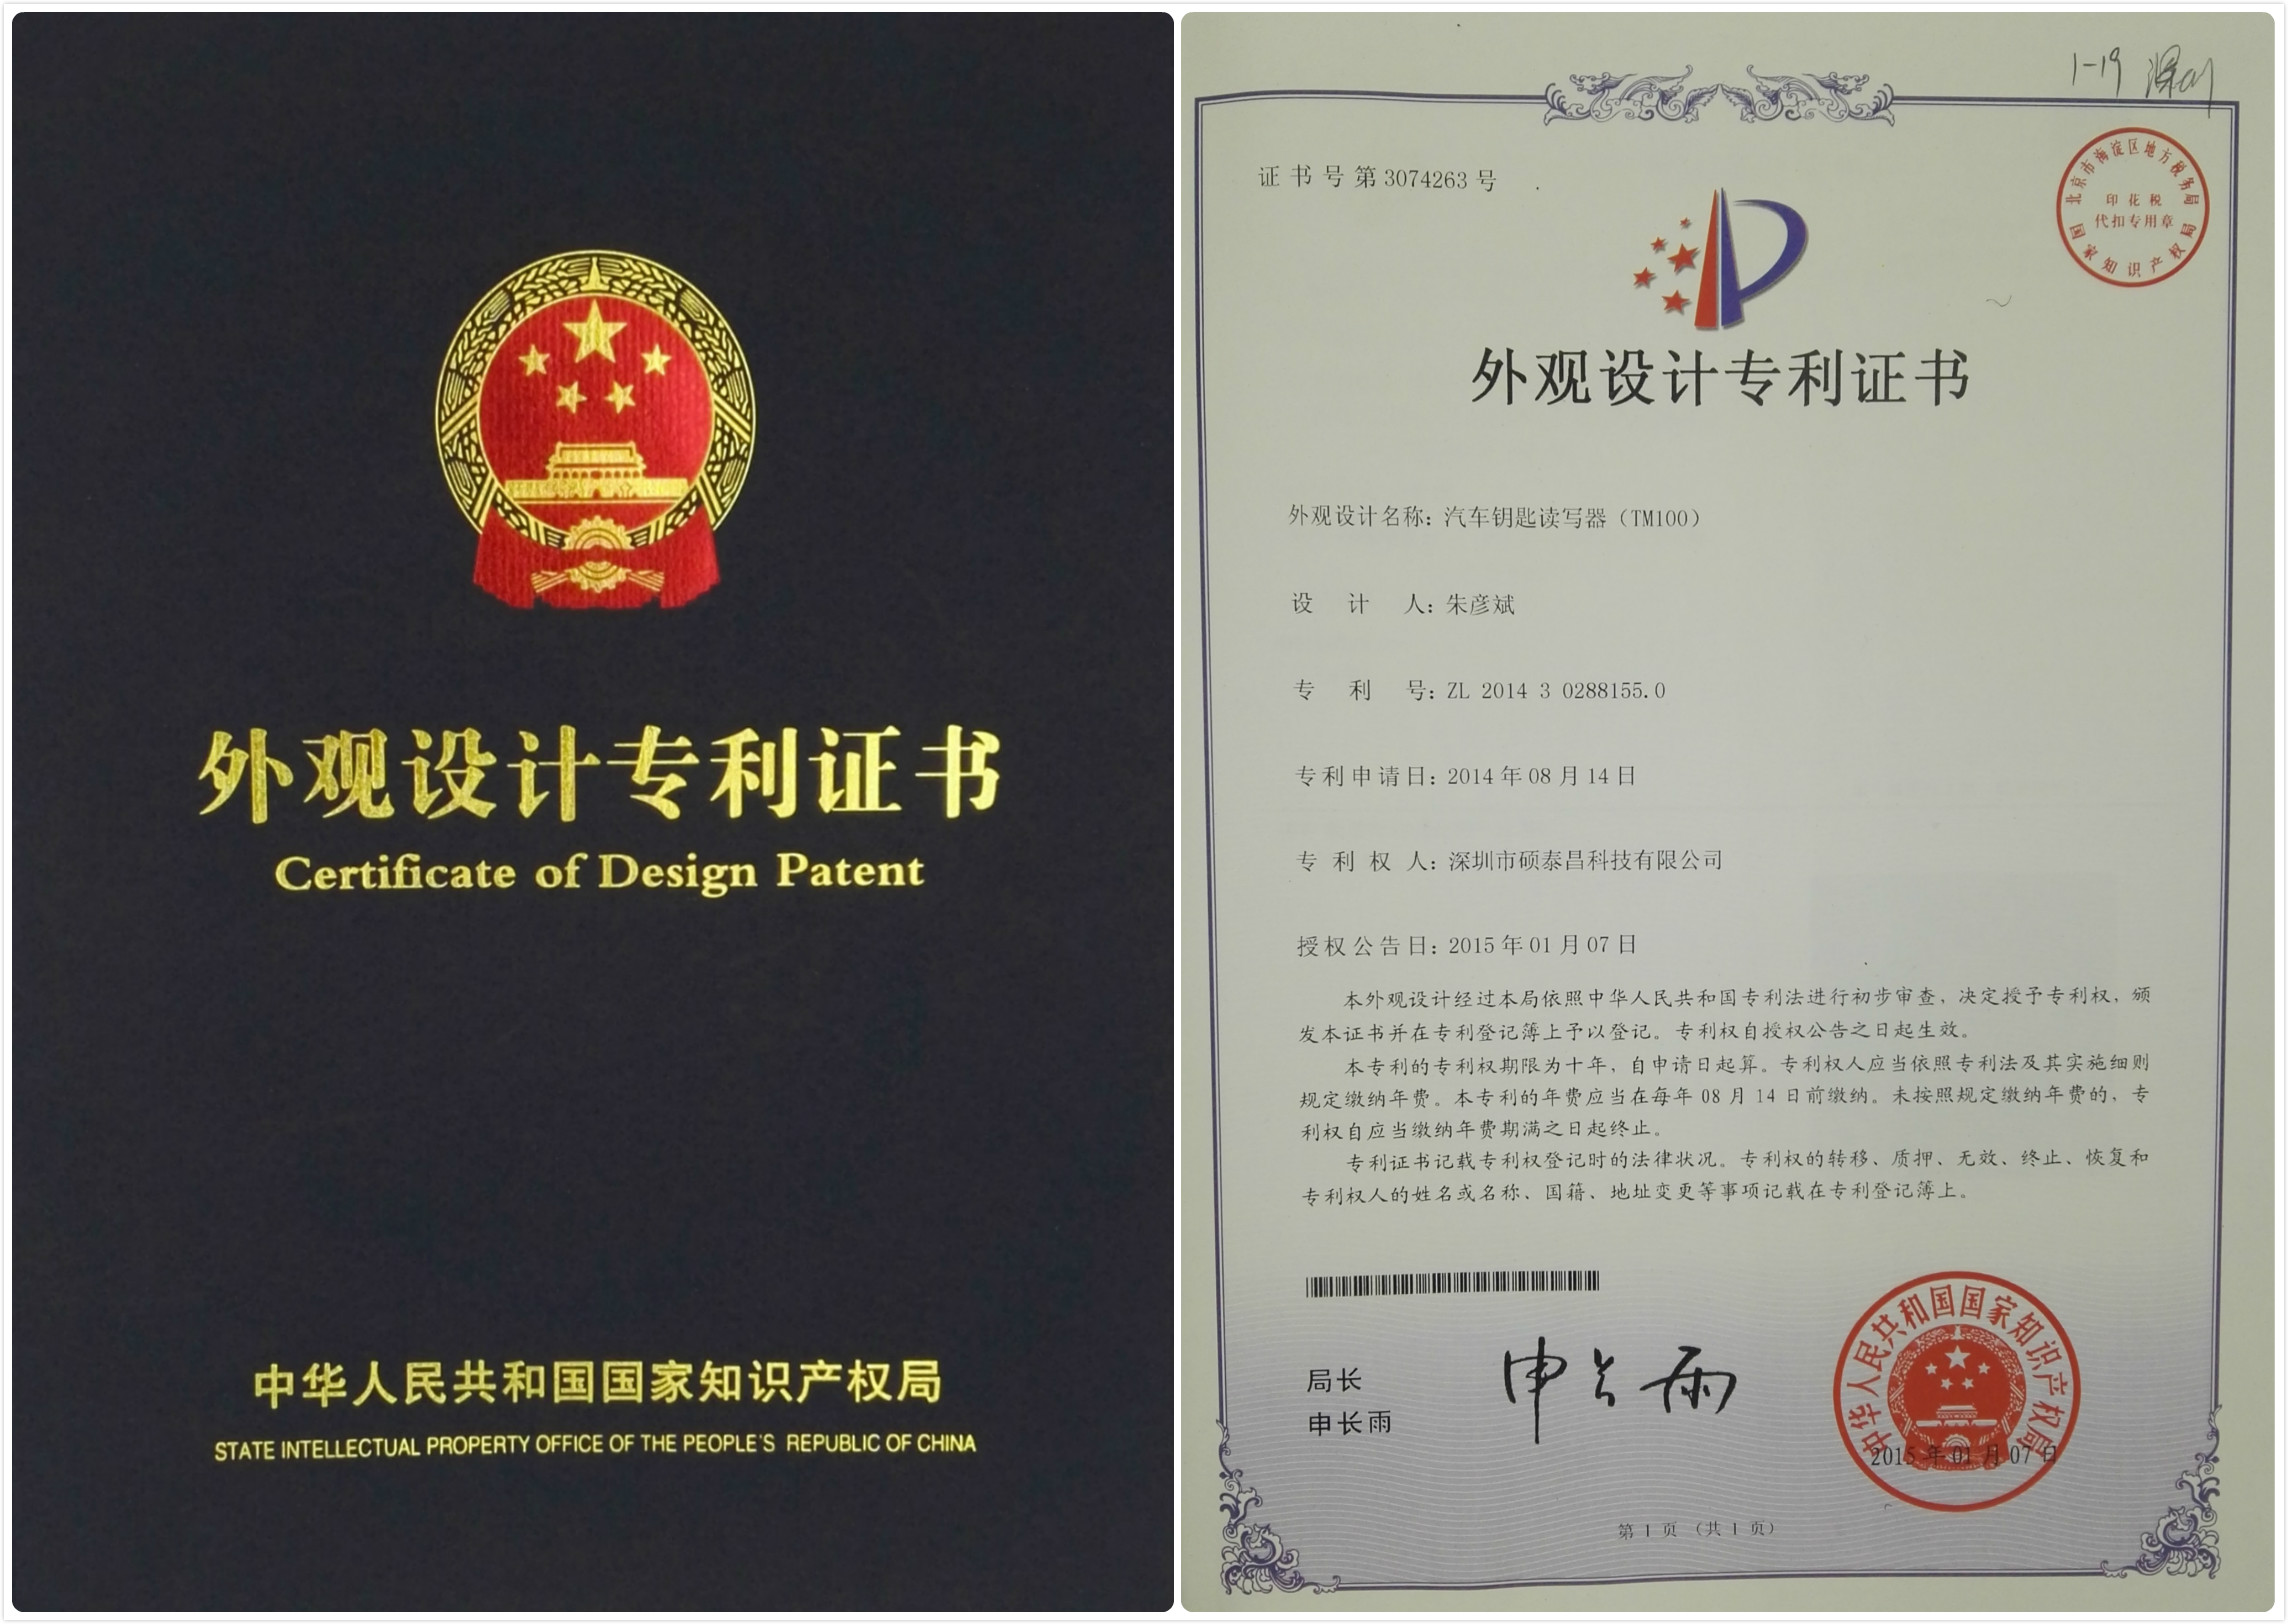 外观设计专利证书
Certificate of Design Patent
中华人民共和国国家知识产权局
STATE INTELLECTUAL PROPERTY OFFICE OF THE PEOPLE'S REPUBLIC OF CHINA
1-19 深圳
证书号第3074263号
北京市海淀区地方税务局
印花税
代扣专用章
国家知识产权局
外观设计专利证书
外观设计名称：汽车钥匙读写器（TM100）
设计人：朱彦斌
专利号：ZL 2014 3 0288155.0
专利申请日：2014年08月14日
专利权人：深圳市硕泰昌科技有限公司
授权公告日：2015年01月07日
本外观设计经过本局依照中华人民共和国专利法进行初步审查，决定授予专利权，颁
发本证书并在专利登记簿上予以登记。专利权自授权公告之日起生效。
本专利的专利权期限为十年，自申请日起算。专利权人应当依照专利法及其实施细则
规定缴纳年费。本专利的年费应当在每年08月14日前缴纳。未按照规定缴纳年费的，专
利权自应当缴纳年费期满之日起终止。
专利证书记载专利权登记时的法律状况。专利权的转移、质押、无效、终止、恢复和
专利权人的姓名或名称、国籍、地址变更等事项记载在专利登记簿上。
局长
申长雨
申长雨
中华人民共和国国家知识产权局
2015年01月07日
第1页（共1页）